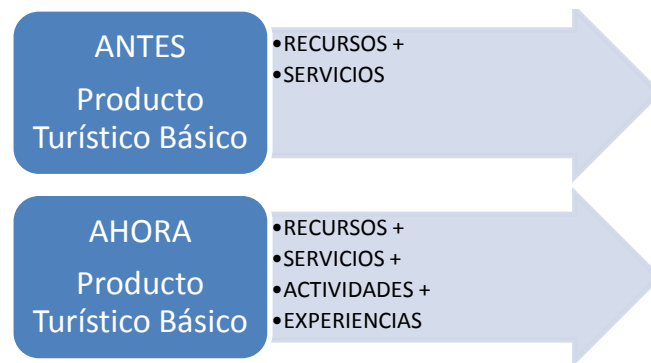 ANTES
Producto
Turístico Básico
•RECURSOS +
•SERVICIOS
AHORA
Producto
Turístico Básico
•RECURSOS +
•SERVICIOS +
•ACTIVIDADES +
•EXPERIENCIAS